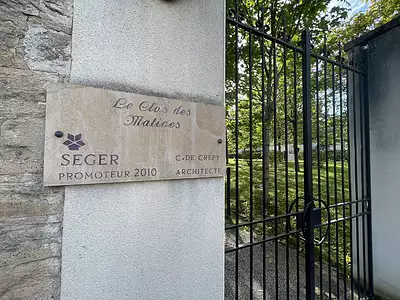 Le Clos des
Matines
SEGER
C. DE CRÉPY
PROMOTEUR 2010
ARCHITECTE